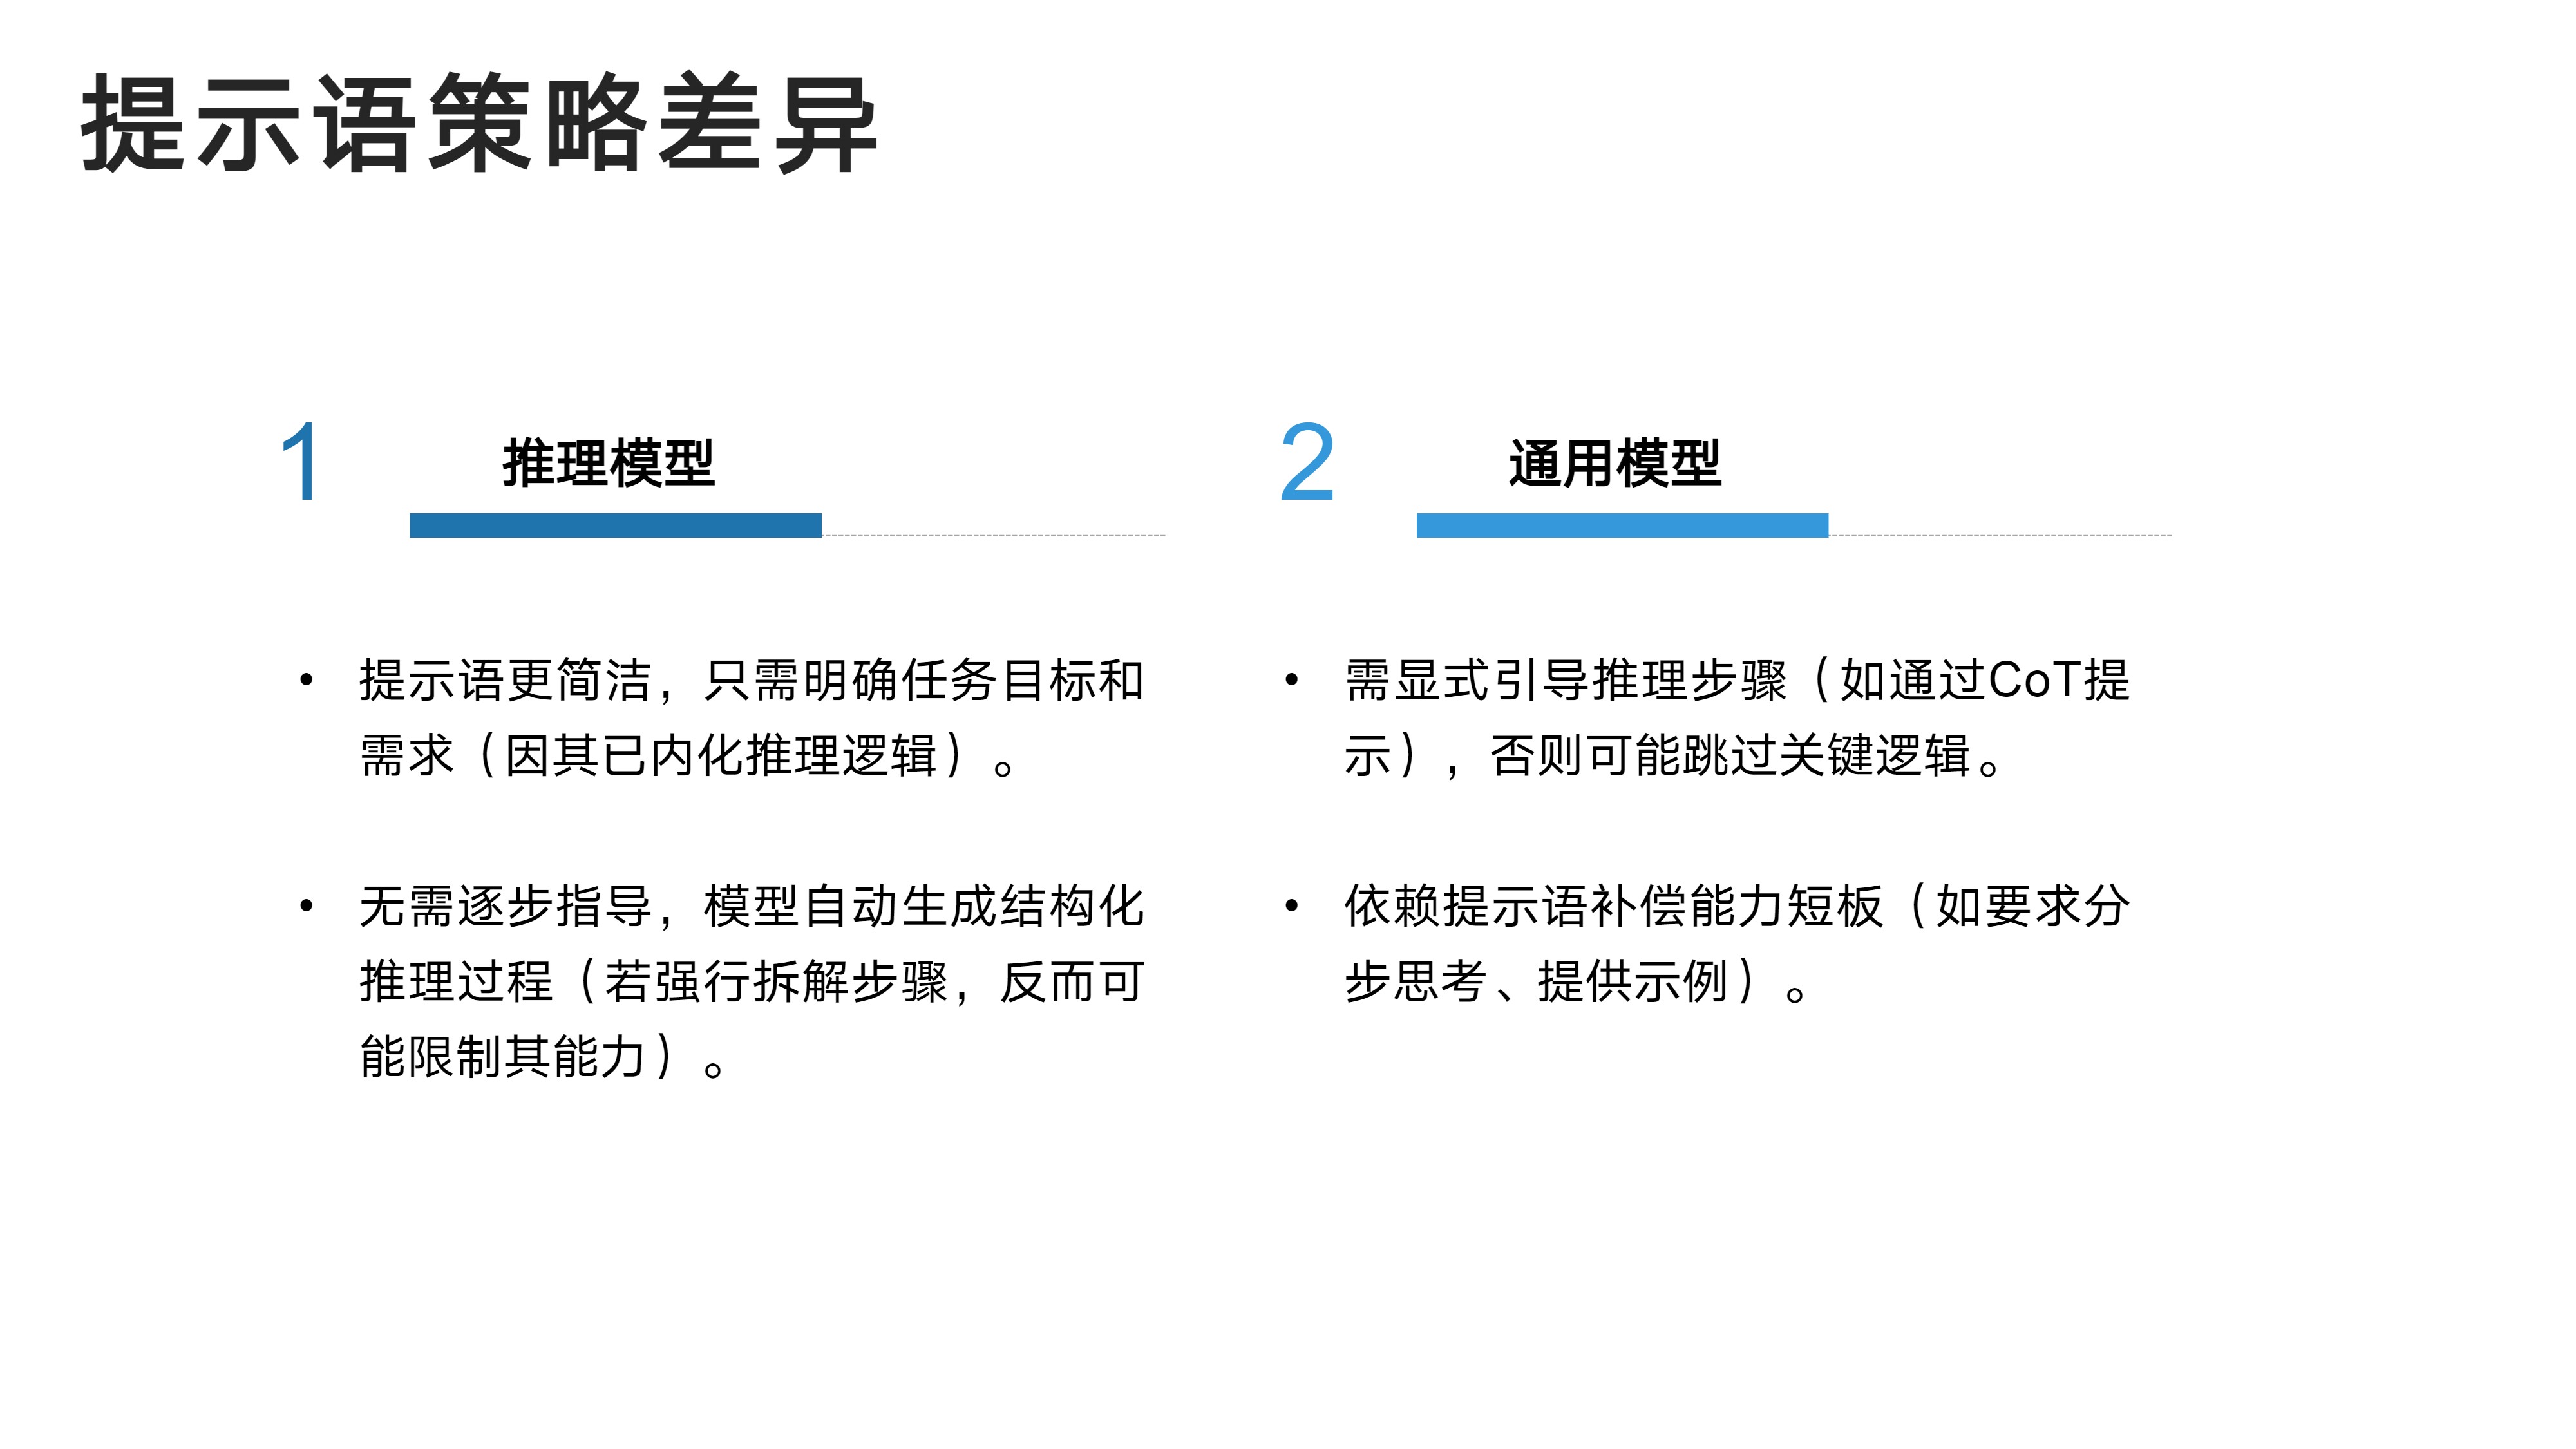 提示语策略差异
1
推理模型
提示语更简洁，只需明确任务目标和
需求（因其已内化推理逻辑）。
无需逐步指导，模型自动生成结构化
推理过程（若强行拆解步骤，反而可
能限制其能力）。
2
通用模型
需显式引导推理步骤（如通过CoT提
示），否则可能跳过关键逻辑。
依赖提示语补偿能力短板（如要求分
步思考、提供示例）。